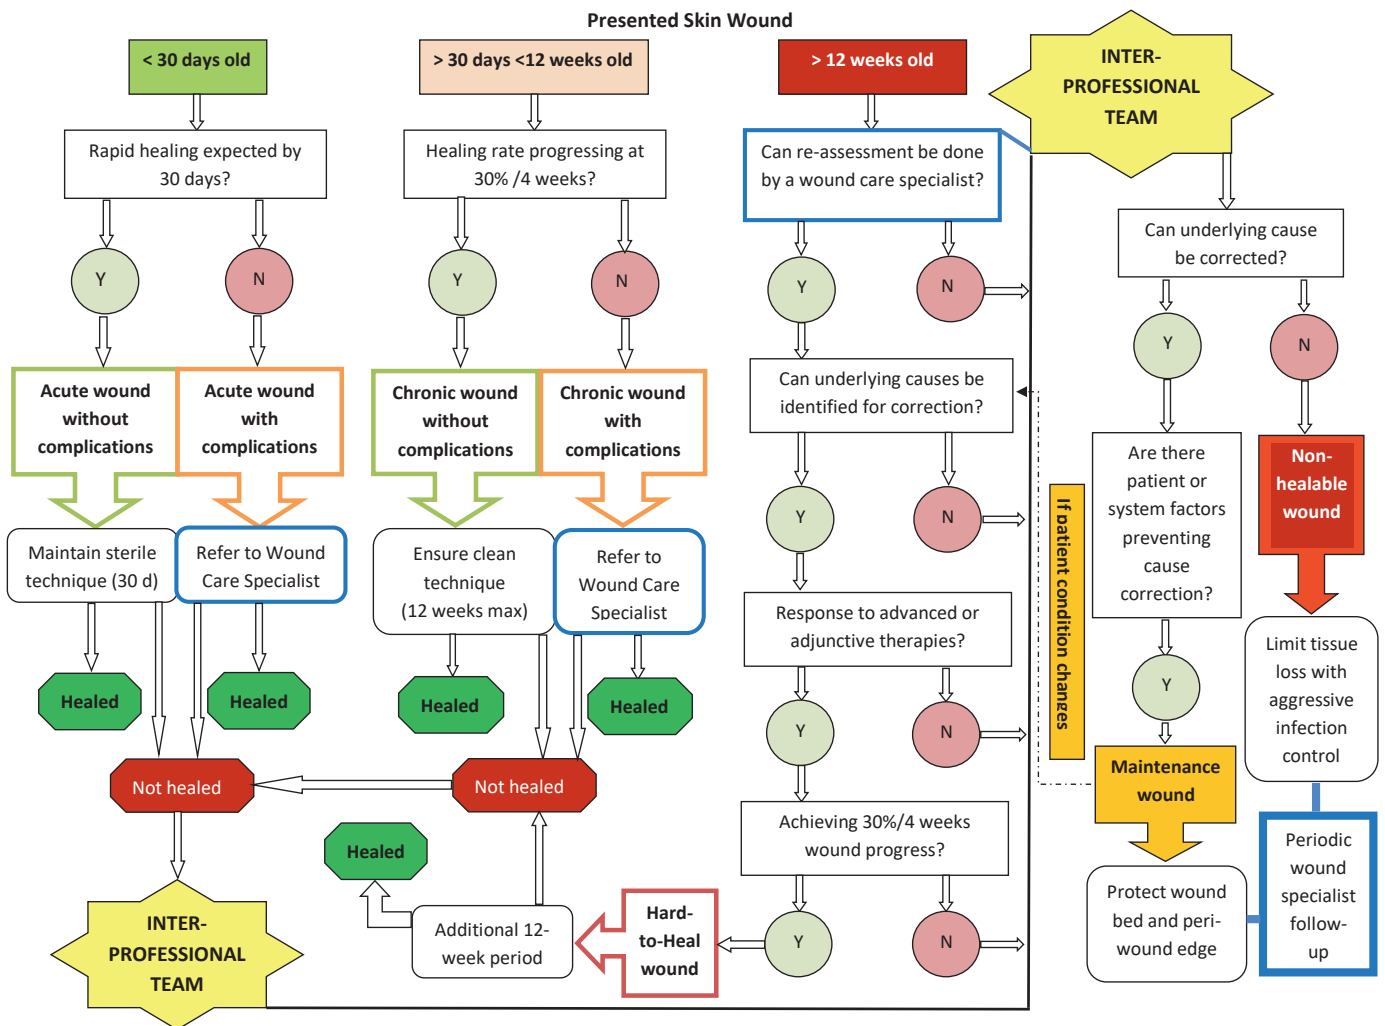 Presented Skin Wound
< 30 days old
Rapid healing expected by
30 days?
Y
N
Acute wound
without
complications
Acute wound
with
complications
Maintain sterile
technique (30 d)
Refer to Wound
Care Specialist
Healed
Healed
Not healed
INTER-
PROFESSIONAL
TEAM
> 30 days <12 weeks old
Healing rate progressing at
30% /4 weeks?
Y
N
Chronic wound
without
complications
Chronic wound
with
complications
Ensure clean
technique
(12 weeks max)
Refer to
Wound Care
Specialist
Healed
Healed
Not healed
Healed
Additional 12-
week period
Hard-
to-Heal
wound
> 12 weeks old
Can re-assessment be done
by a wound care specialist?
Y
N
Can underlying causes be
identified for correction?
Y
N
Response to advanced or
adjunctive therapies?
Y
N
Achieving 30%/4 weeks
wound progress?
Y
N
INTER-
PROFESSIONAL
TEAM
Can underlying cause
be corrected?
Y
N
Are there
patient or
system factors
preventing
cause
correction?
Y
If patient condition changes
Maintenance
wound
Protect wound
bed and peri-
wound edge
Non-
healable
wound
Limit tissue
loss with
aggressive
infection
control
Periodic
wound
specialist
follow-
up